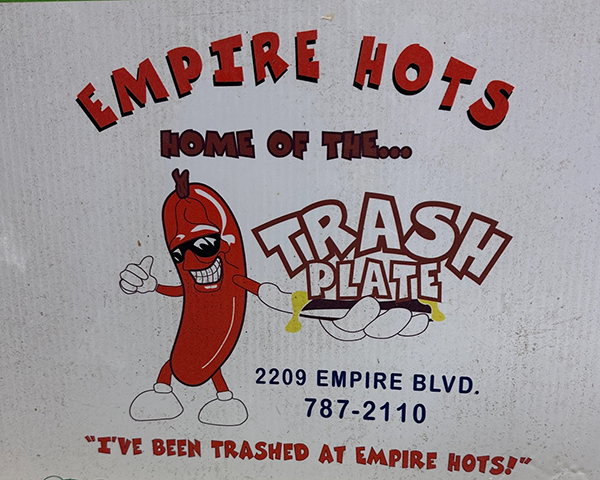 EMPIRE HOTS
HOME OF THE...
TRASH
PLATE
2209 EMPIRE BLVD.
787-2110
"I'VE BEEN TRASHED AT EMPIRE HOTS!"